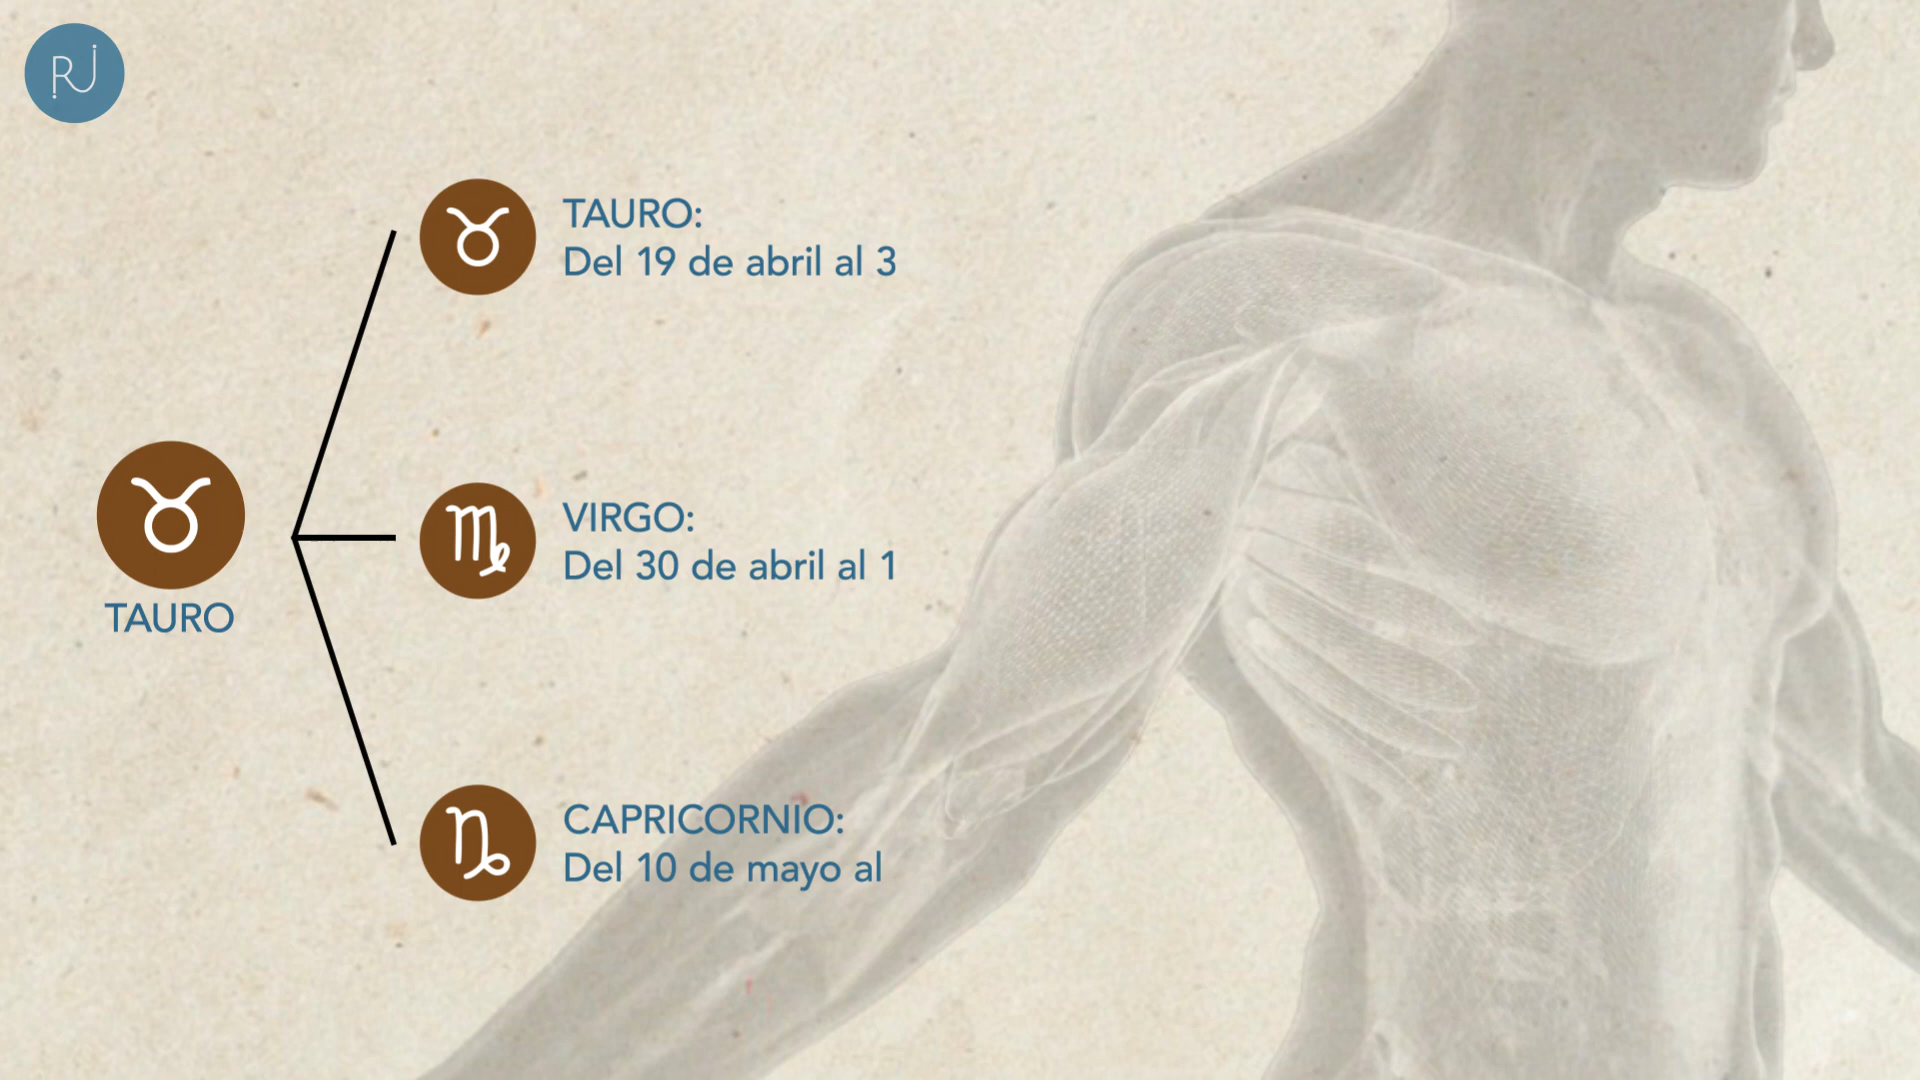 RJ
TAURO:
Del 19 de abril al 3
VIRGO:
Del 30 de abril al 1
TAURO
CAPRICORNIO:
Del 10 de mayo al